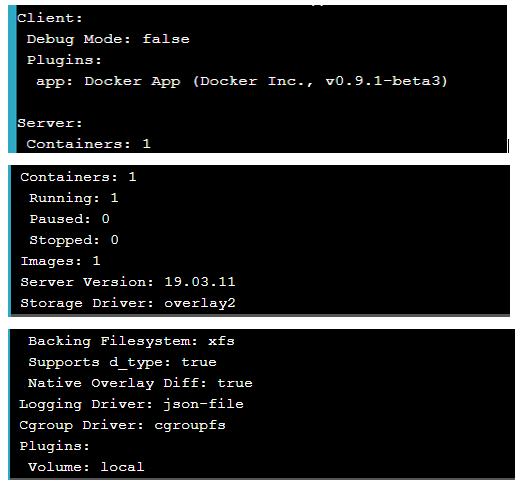 Client:
Debug Mode: false
Plugins:
app: Docker App (Docker Inc., v0.9.1-beta3)
Server:
Containers: 1
Containers: 1
Running: 1
Paused: 0
Stopped: 0
Images: 1
Server Version: 19.03.11
Storage Driver: overlay2
Backing Filesystem: xfs
Supports d_type: true
Native Overlay Diff: true
Logging Driver: json-file
Cgroup Driver: cgroupfs
Plugins:
Volume: local